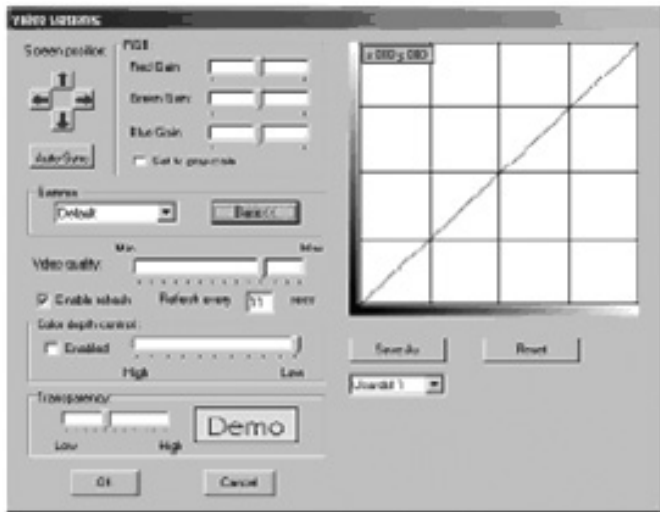 Video Options
Screen position
RGB
Red Gain
Green Gain
Blue Gain
Auto Sync
Set to grayscale
Gamma
Default
Basic <<
Min
Max
Video quality:
Enable refresh
Refresh every
secs
Color depth control
Enabled
High
Low
Transparency
Low
High
Demo
OK
Cancel
Save As
Reset